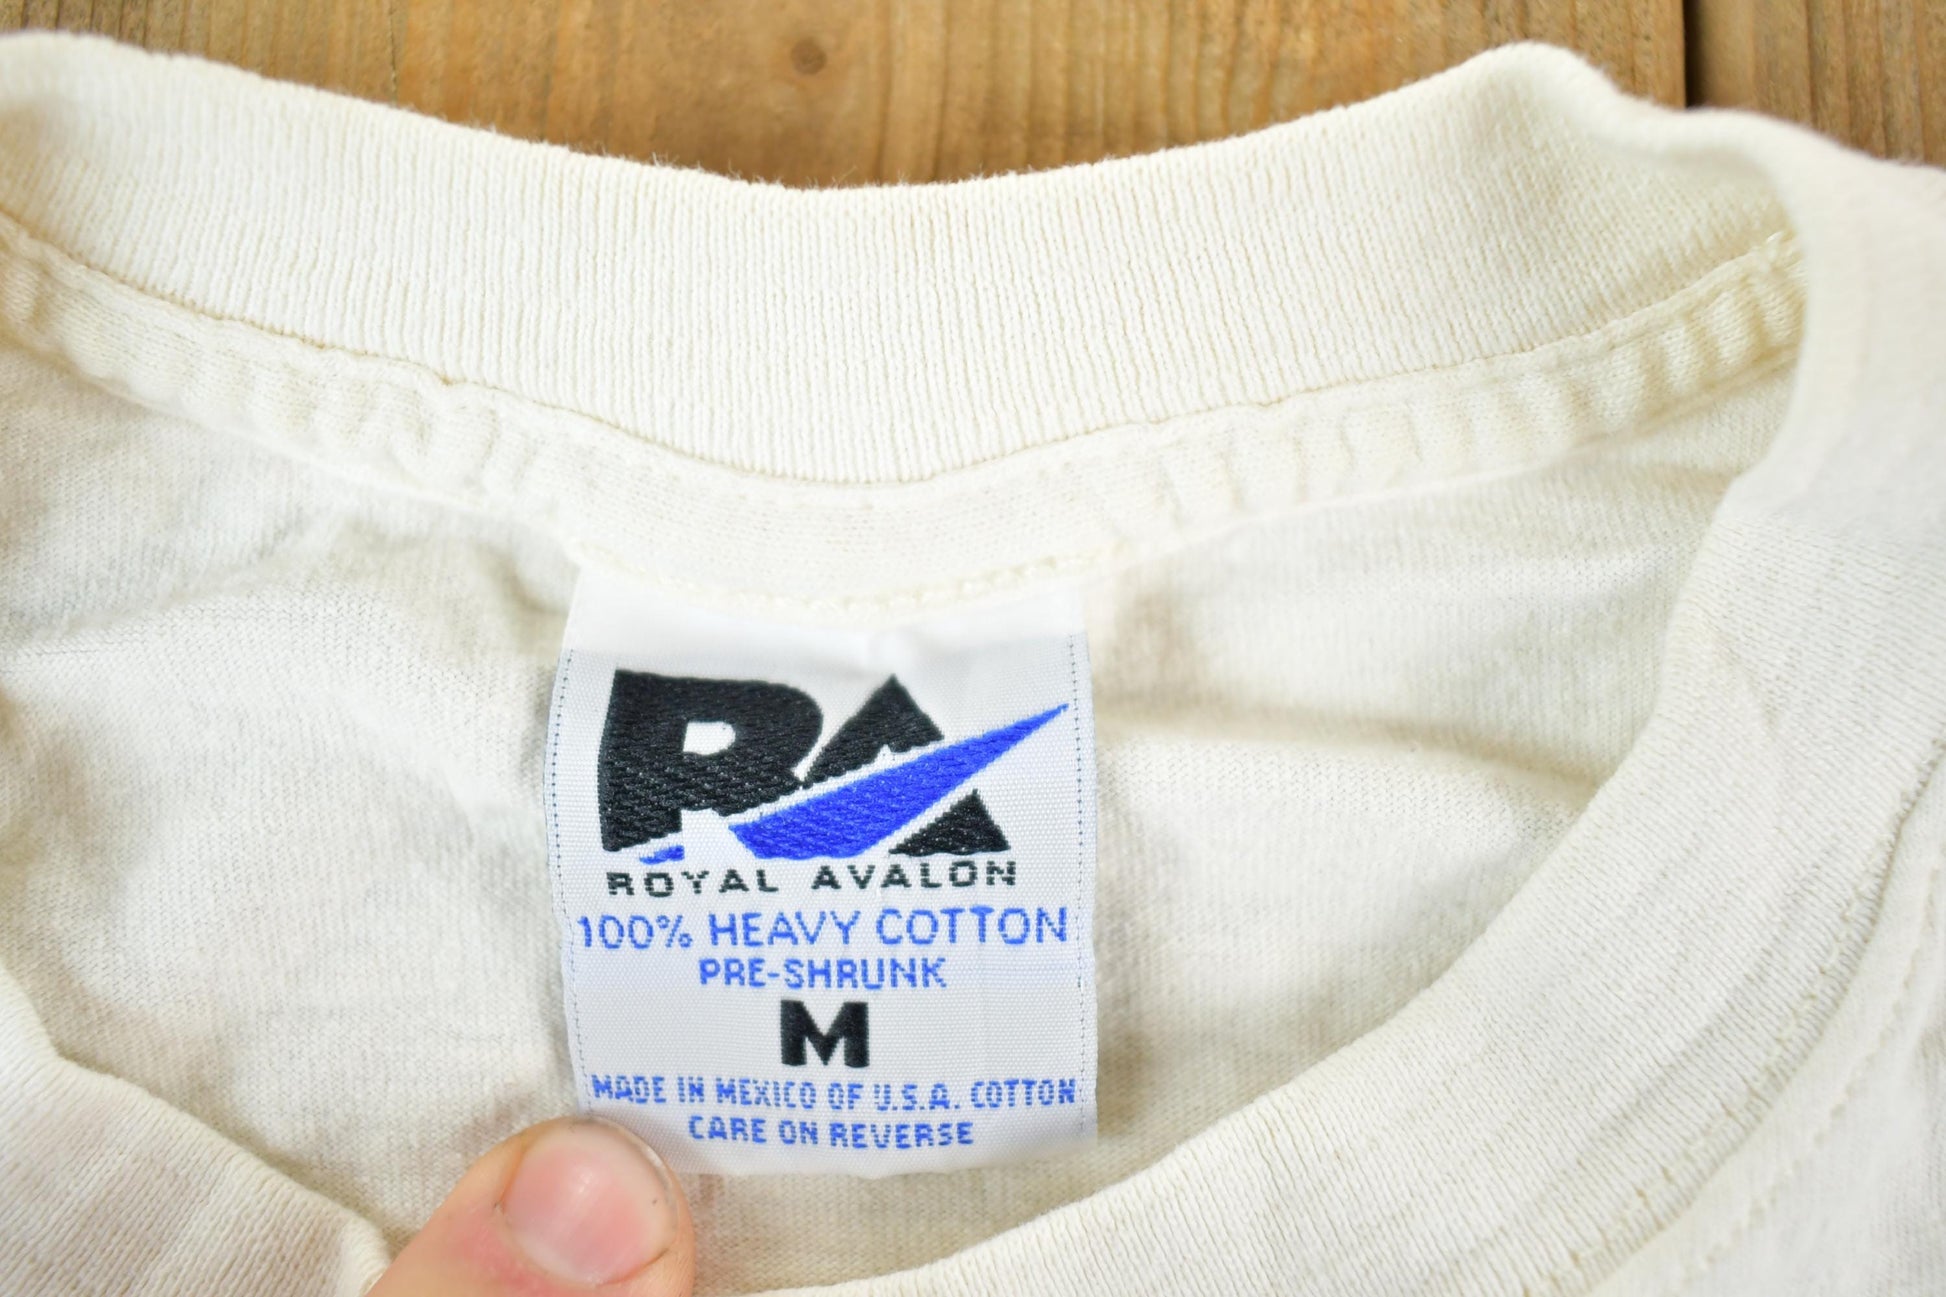 RA
ROYAL AVALON
100% HEAVY COTTON
PRE-SHRUNK
M
MADE IN MEXICO OF U.S.A. COTTON
CARE ON REVERSE